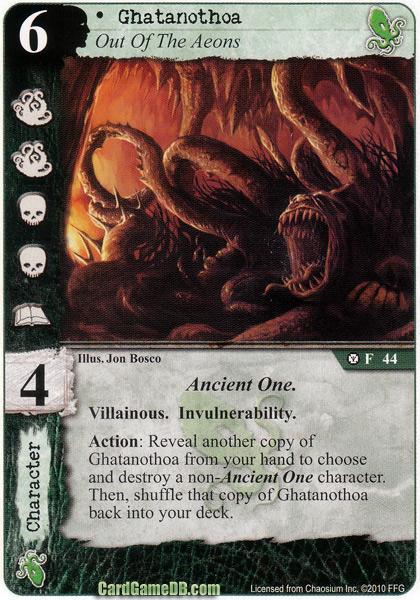 6
• Ghatanothoa
Out Of The Aeons
Illus. Jon Bosco
F 44
4
Ancient One.
Villainous. Invulnerability.
Action: Reveal another copy of
Ghatanothoa from your hand to choose
and destroy a non-Ancient One character.
Then, shuffle that copy of Ghatanothoa
back into your deck.
Character
CardGameDB.com
Licensed from Chaosium Inc. ©2010 FFG